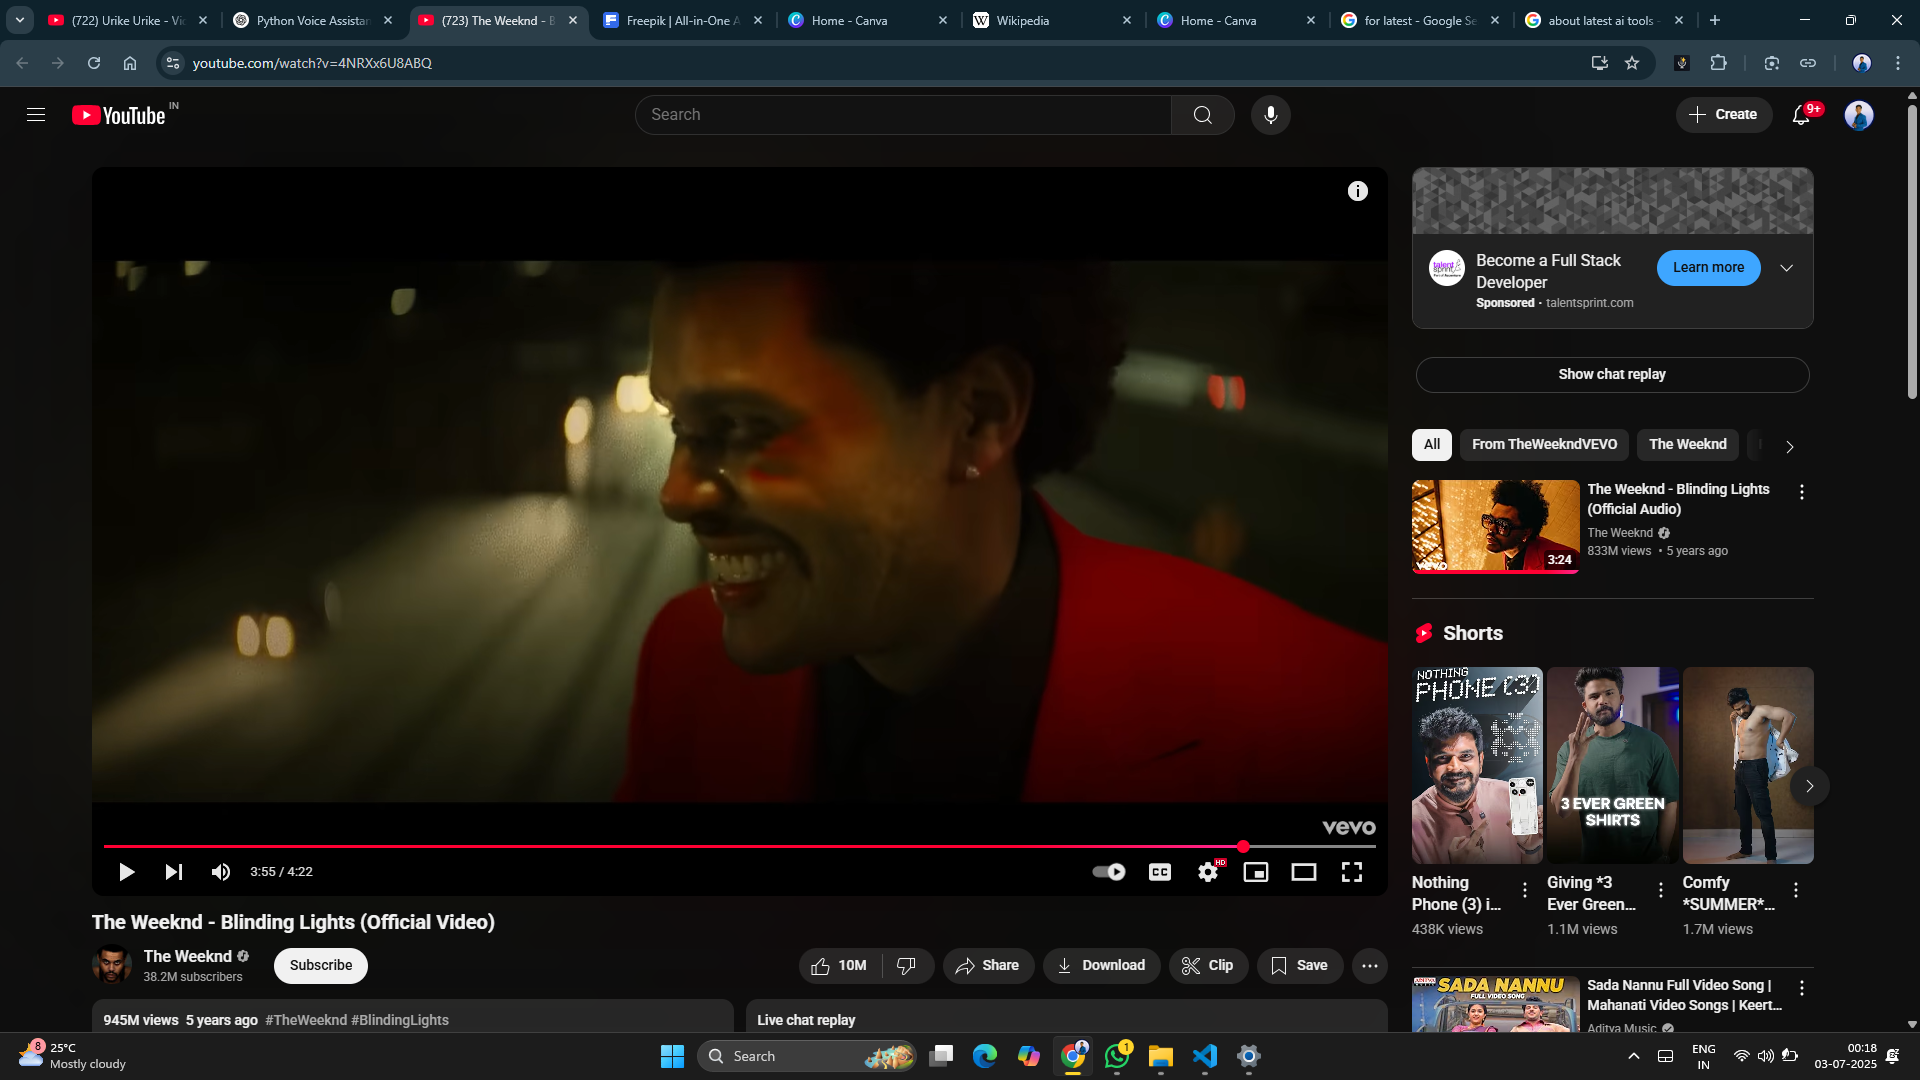 (722) Urike Urike - Vi
Python Voice Assistan
(723) The Weeknd - B
Freepik | All-in-One A
Home - Canva
Wikipedia
Home - Canva
for latest - Google Se
about latest ai tools -
youtube.com/watch?v=4NRXx6U8ABQ
YouTube IN
Search
Create
9+
Become a Full Stack
Developer
Sponsored · talentsprint.com
Learn more
Show chat replay
All
From TheWeekndVEVO
The Weeknd
The Weeknd - Blinding Lights
(Official Audio)
The Weeknd
833M views • 5 years ago
vevo
3:24
Shorts
NOTHING
PHONE (3)
3 EVER GREEN
SHIRTS
Nothing
Phone (3) i...
438K views
Giving *3
Ever Green...
1.1M views
Comfy
*SUMMER*...
1.7M views
vevo
3:55 / 4:22
CC
HD
The Weeknd - Blinding Lights (Official Video)
The Weeknd
38.2M subscribers
Subscribe
10M
Share
Download
Clip
Save
945M views 5 years ago #TheWeeknd #BlindingLights
Live chat replay
SADA NANNU
FULL VIDEO SONG
Sada Nannu Full Video Song |
Mahanati Video Songs | Keert...
Aditya Music
8
25°C
Mostly cloudy
Search
1
ENG
IN
00:18
03-07-2025